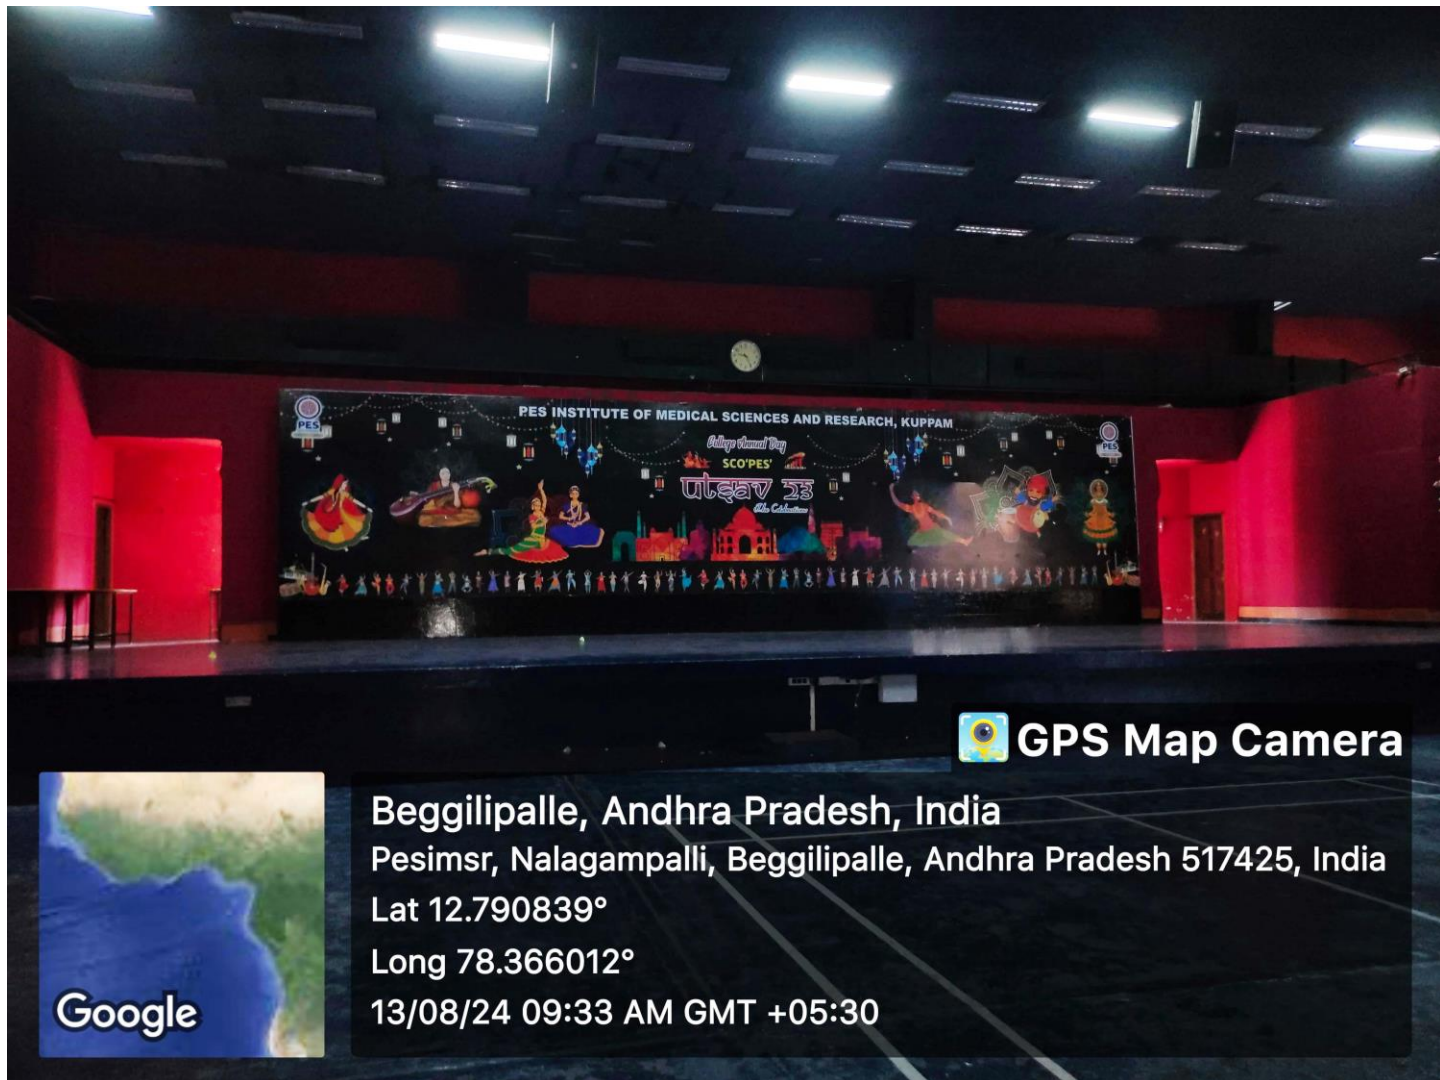 PES INSTITUTE OF MEDICAL SCIENCES AND RESEARCH, KUPPAM
PES
PES
College Annual Day
SCO'PES'
utsav 23
GPS Map Camera
Beggilipalle, Andhra Pradesh, India
Pesimsr, Nalagampalli, Beggilipalle, Andhra Pradesh 517425, India
Lat 12.790839°
Long 78.366012°
13/08/24 09:33 AM GMT +05:30
Google